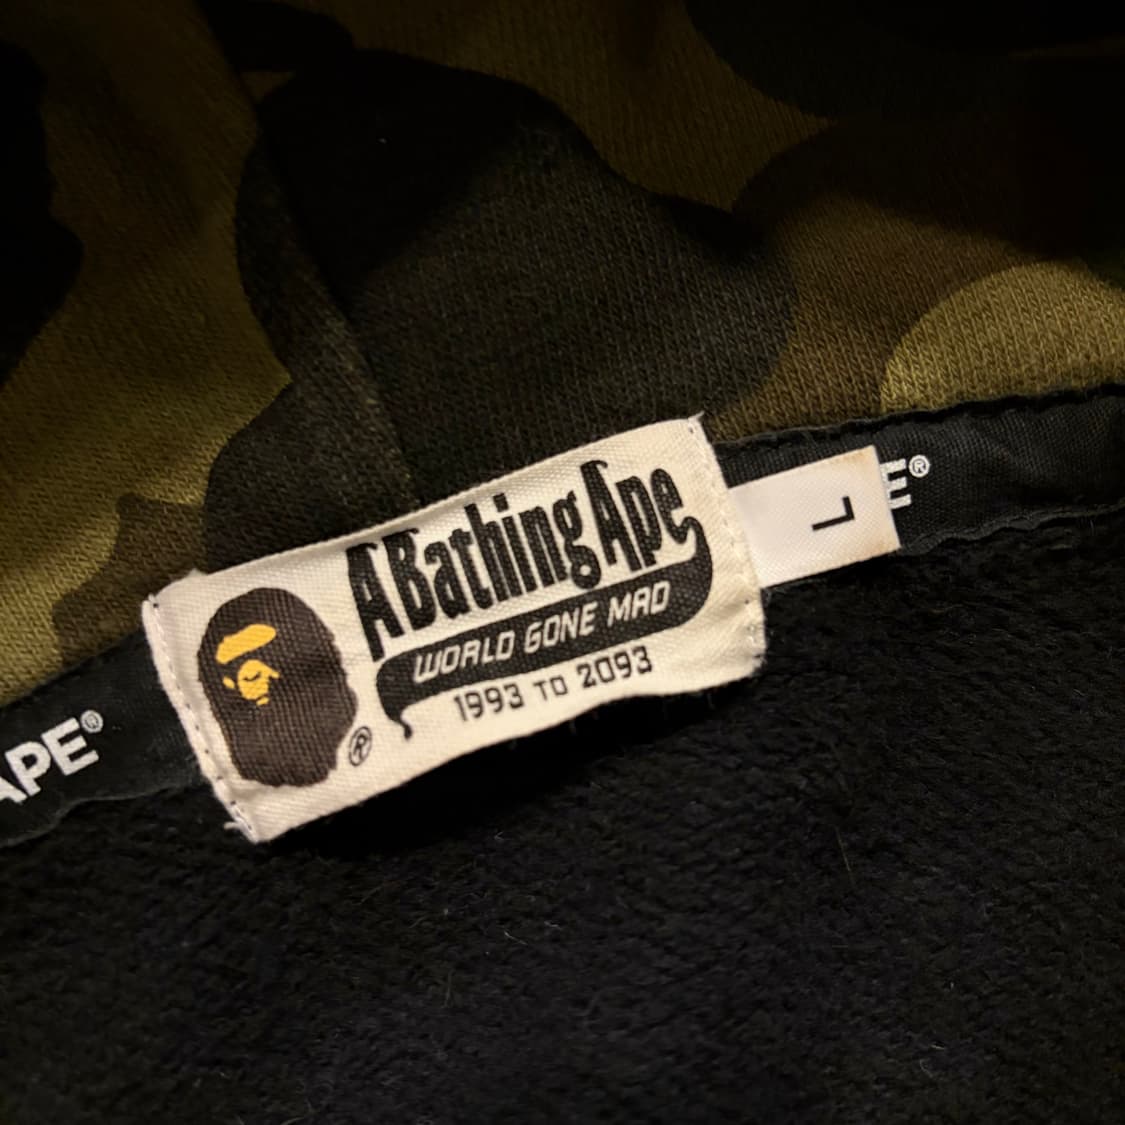 A Bathing Ape
WORLD GONE MAD
1993 TO 2093
®
L
E®
APE®